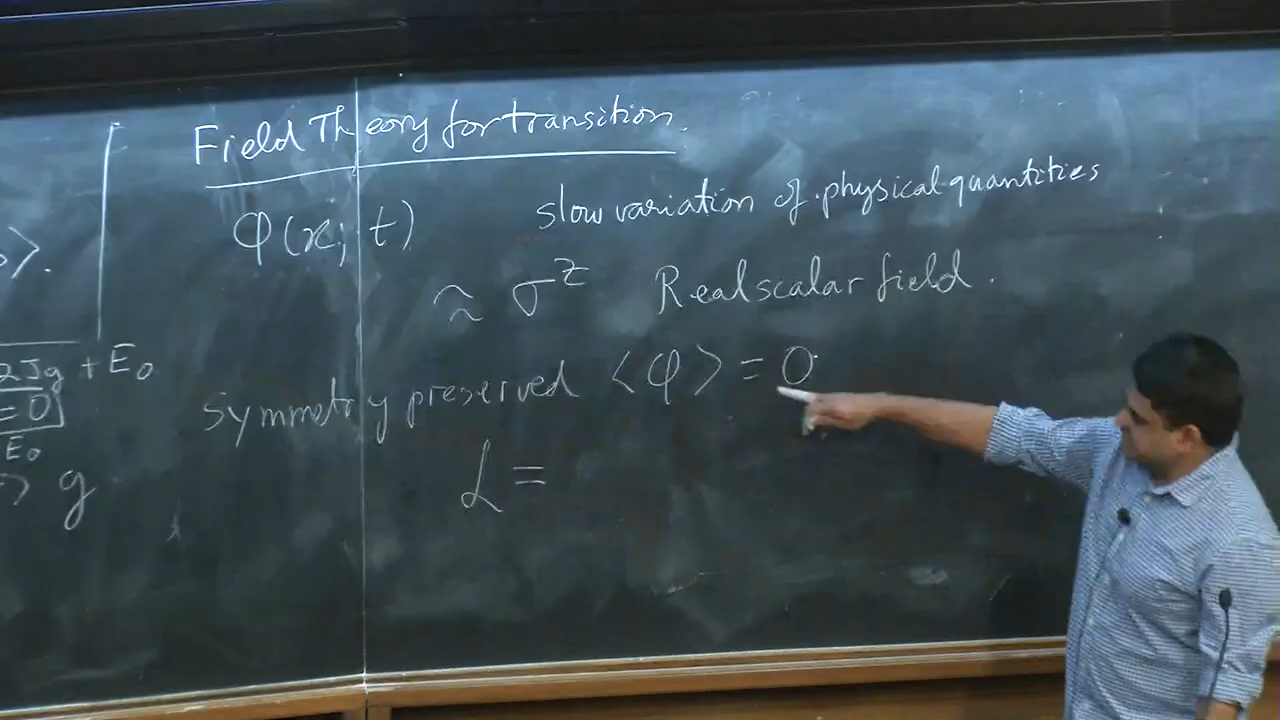 Field Theory for transition.
φ(x; t)
slow variation of physical quantities
≈ σ^z Real scalar field.
symmetry preserved <φ> = 0
L =
>.
2Jg + E0
= 0
E0
g